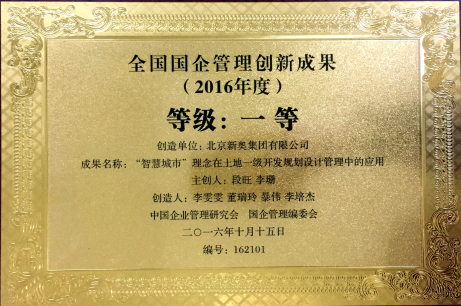 全国国企管理创新成果
（2016年度）
等级：一等
创造单位：北京新奥集团有限公司
成果名称：“智慧城市”理念在土地一级开发规划设计管理中的应用
主创人：段旺 李珊
创造人：李雯雯 董瑞玲 綦伟 李培杰
中国企业管理研究会 国企管理编委会
二〇一六年十月十五日
编号：162101